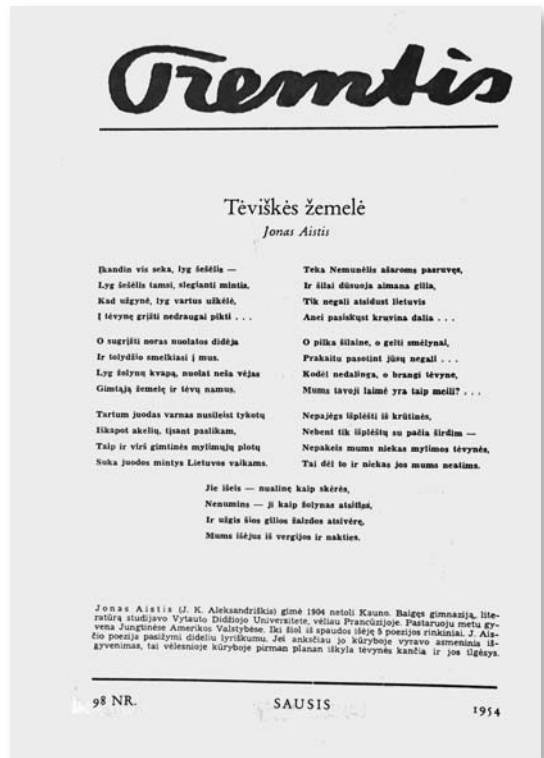 Tremtis
Tėviškės žemelė
Jonas Aistis
Įkandin vis seka, lyg šešėlis —
Lyg šešėlis tamsi, slegianti mintis,
Kad užgynė, lyg vartus užkėlė,
Į tėvynę grįžti nedraugai pikti . . .
O sugrįžti noras nuolatos didėja
Ir tolydžio smelkiasi į mus.
Lyg žolynų kvapą, nuolat neša vėjas
Gimtąją žemelę ir tėvų namus.
Tartum juodas varnas nusileist tykotų
Iškapot akelių, tįsant paslikam,
Taip ir virš gimtinės mylimųjų plotų
Suka juodos mintys Lietuvos vaikams.
Teka Nemunėlis ašaroms pasruvęs,
Ir šilai dūsuoja aimana gilia,
Tik negali atsidust lietuvis
Anei pasiskųst kruvina dalia . . .
O pilka šilaine, o gelti smėlynai,
Prakaitu pasotint jūsų negali . . .
Kodėl nedalinga, o brangi tėvyne,
Mums tavoji laimė yra taip meili? . . .
Nepajėgs išplėšti iš krūtinės,
Nebent tik išplėštų su pačia širdim —
Nepakeis mums niekas mylimos tėvynės,
Tai dėl to ir niekas jos mums neatims.
Jie išeis — nualinę kaip skėrės,
Nenumins — ji kaip žolynas atsities,
Ir užgis šios gilios žaizdos atsivėrę,
Mums išėjus iš vergijos ir nakties.
Jonas Aistis (J. K. Aleksandriškis) gimė 1904 netoli Kauno. Baigęs gimnaziją, lite-
ratūrą studijavo Vytauto Didžiojo Universitete, vėliau Prancūzijoje. Pastaruoju metu gy-
vena Jungtinėse Amerikos Valstybėse. Iki šiol iš spaudos išėję 5 poezijos rinkiniai. J. Ais-
čio poezija pasižymi dideliu lyriškumu. Jei anksčiau jo kūryboje vyravo asmeninia iš-
gyvenimas, tai vėlesnioje kūryboje pirman planan iškyla tėvynės kančia ir jos ilgėsys.
98 NR.
SAUSIS
1954